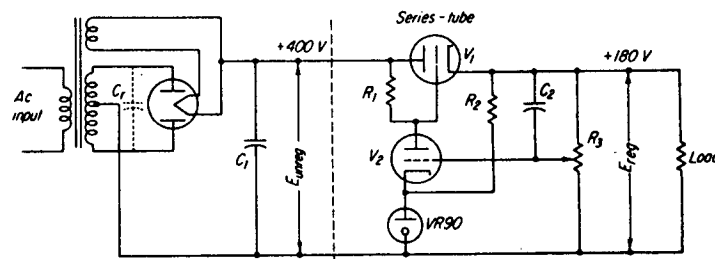 Series-tube
+400 V
V1
+180 V
Ac
input
C1
C1
Eunreg
R1
R2
C2
V2
R3
Ereg
Load
VR90